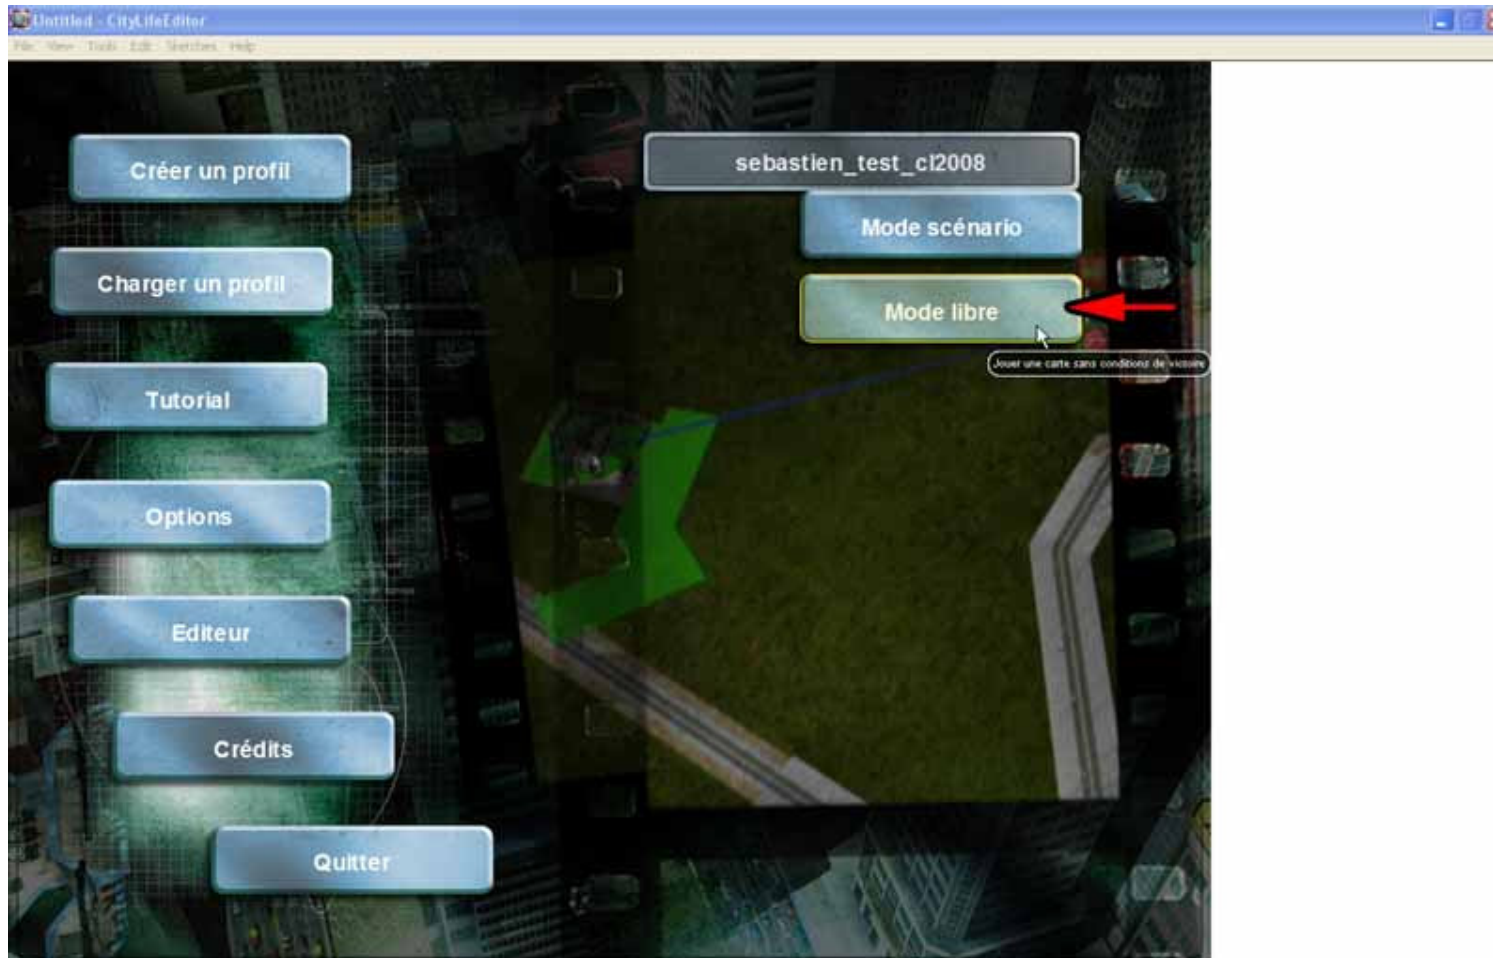 Untitled - CityLifeEditor
File View Tools Edit Sketches Help
Créer un profil
sebastien_test_cl2008
Mode scénario
Charger un profil
Mode libre
Jouer une carte sans conditions de victoire
Tutorial
Options
Editeur
Crédits
Quitter